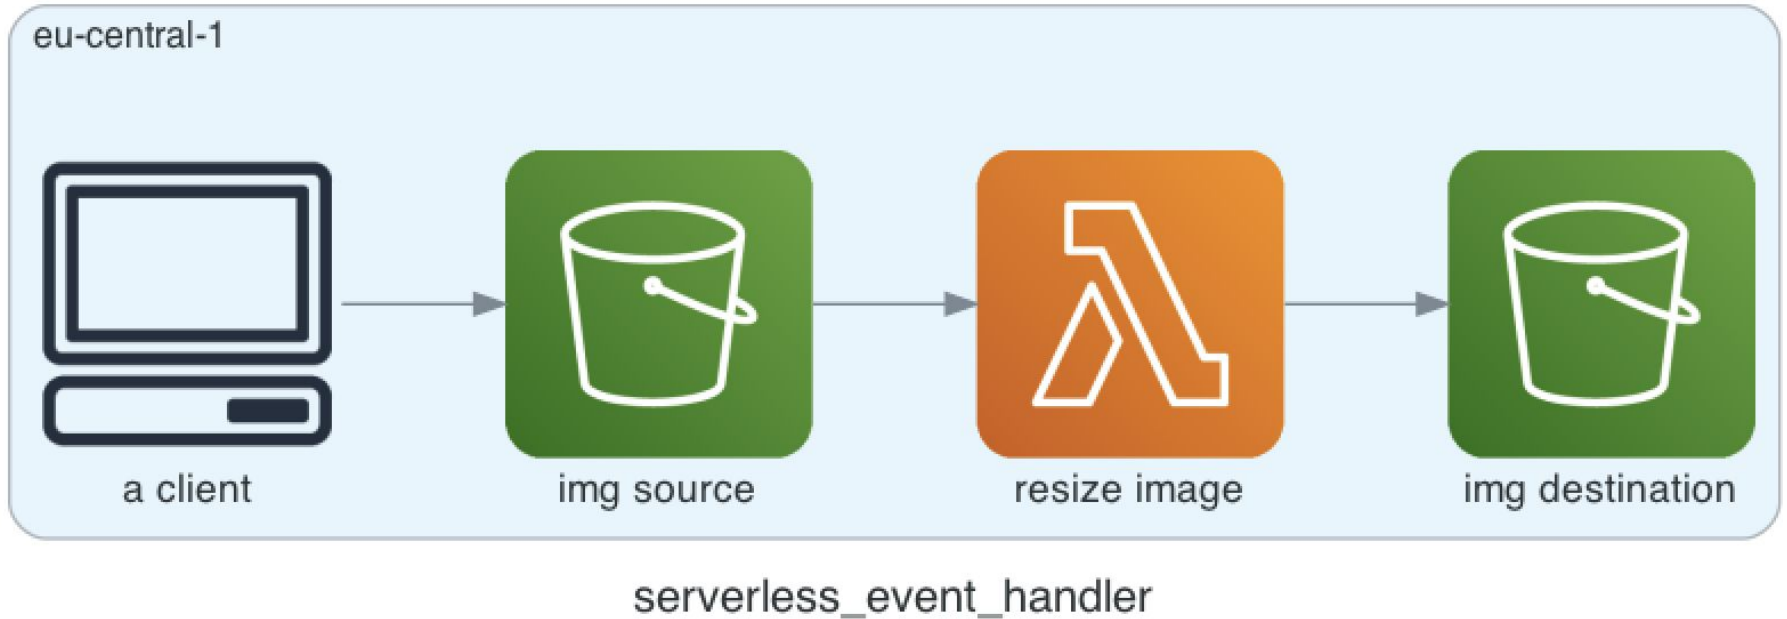 eu-central-1
a client
img source
resize image
img destination
serverless_event_handler